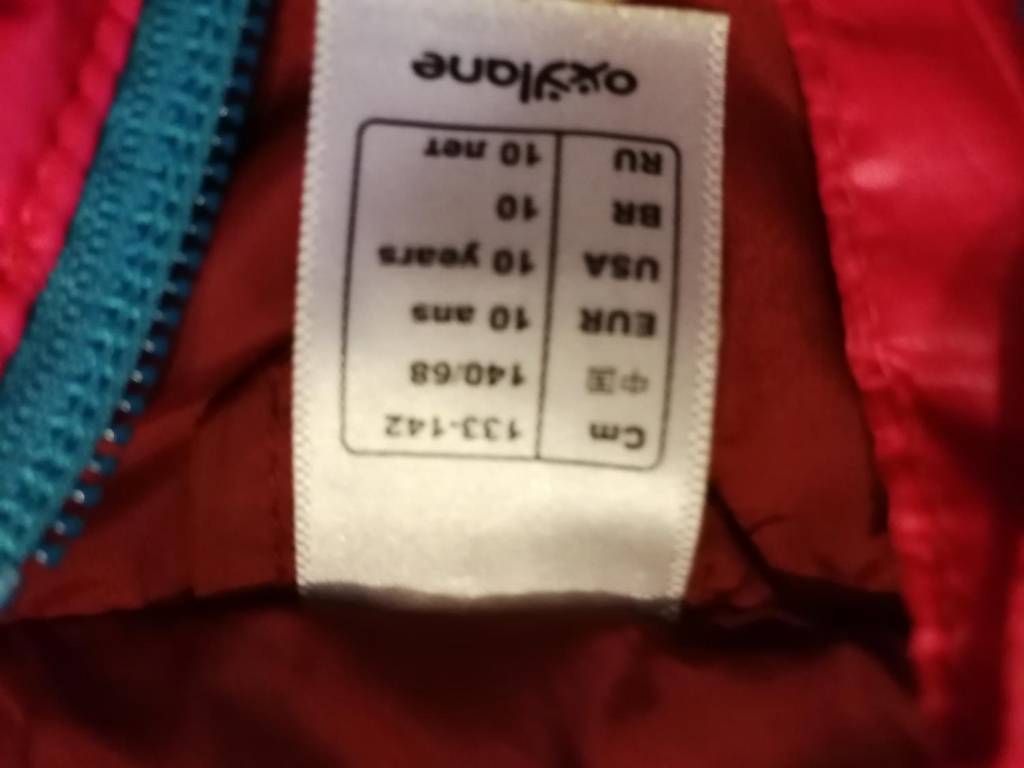 oxylane
RU 10 лет
BR 10
USA 10 years
EUR 10 ans
中国 140/68
Cm 133-142